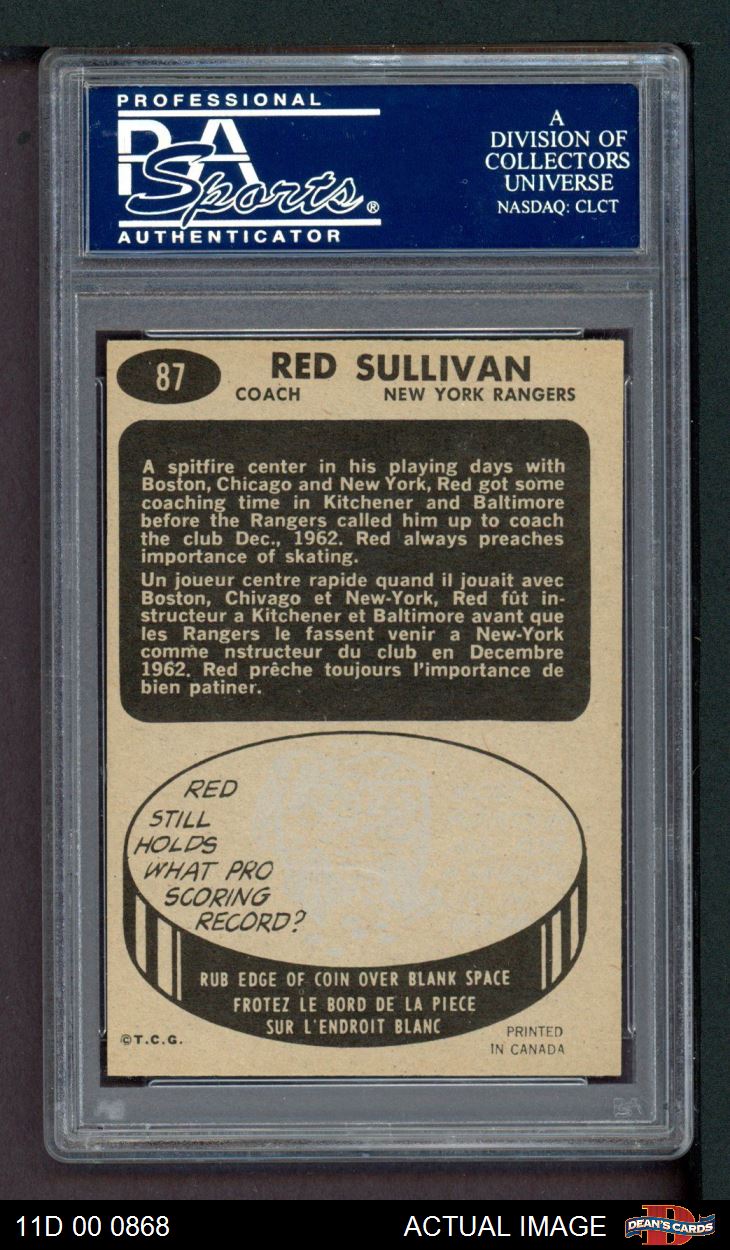 PROFESSIONAL
PSA
Sports®
AUTHENTICATOR
A
DIVISION OF
COLLECTORS
UNIVERSE
NASDAQ: CLCT
87
RED SULLIVAN
COACH NEW YORK RANGERS
A spitfire center in his playing days with
Boston, Chicago and New York, Red got some
coaching time in Kitchener and Baltimore
before the Rangers called him up to coach
the club Dec., 1962. Red always preaches
importance of skating.
Un joueur centre rapide quand il jouait avec
Boston, Chivago et New-York, Red fût in-
structeur a Kitchener et Baltimore avant que
les Rangers le fassent venir a New-York
comme nstructeur du club en Decembre
1962. Red prêche toujours l'importance de
bien patiner.
RED
STILL
HOLDS
WHAT PRO
SCORING
RECORD?
RUB EDGE OF COIN OVER BLANK SPACE
FROTEZ LE BORD DE LA PIECE
SUR L'ENDROIT BLANC
©T.C.G.
PRINTED
IN CANADA
PSA
11D 00 0868 ACTUAL IMAGE
DEAN'S CARDS